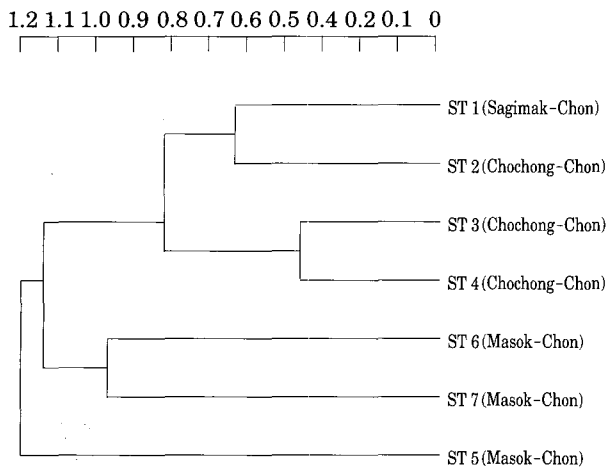 1.2 1.1 1.0 0.9 0.8 0.7 0.6 0.5 0.4 0.3 0.2 0.1 0
ST 1(Sagimak-Chon)
ST 2(Chochong-Chon)
ST 3(Chochong-Chon)
ST 4(Chochong-Chon)
ST 6(Masok-Chon)
ST 7(Masok-Chon)
ST 5(Masok-Chon)